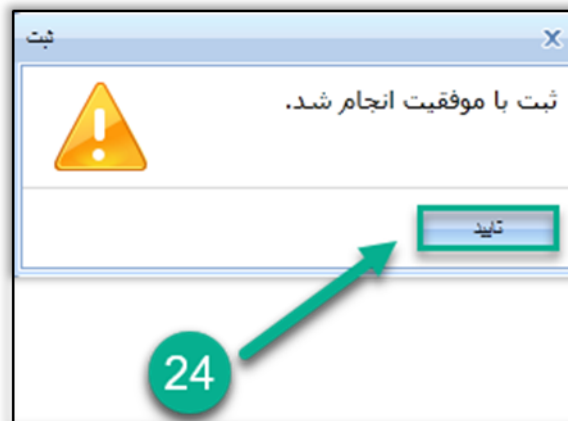 ثبت
ثبت با موفقیت انجام شد.
تایید
24